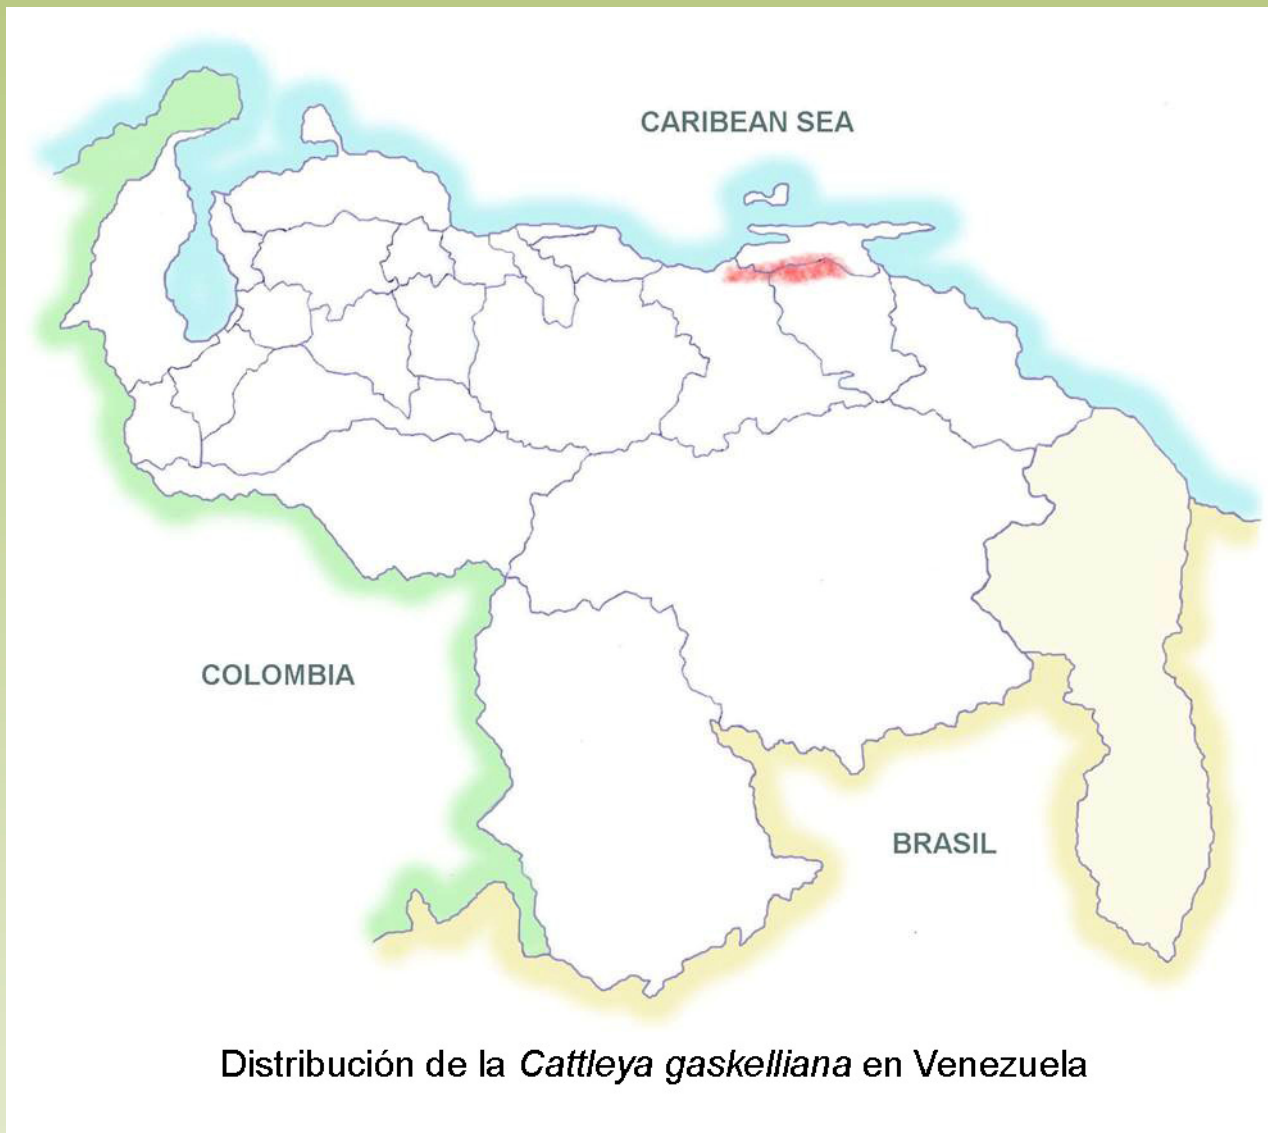 CARIBEAN SEA
COLOMBIA
BRASIL
Distribución de la Cattleya gaskelliana en Venezuela